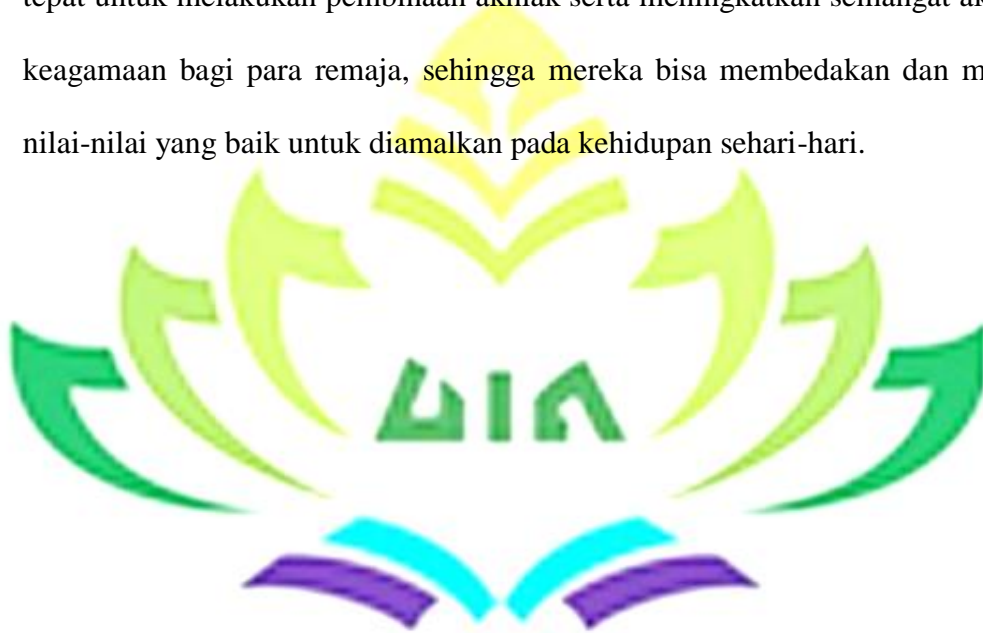 tepat untuk melakukan pembinaan akhlak serta meningkatkan semangat
keagamaan bagi para remaja, sehingga mereka bisa membedakan dan
nilai-nilai yang baik untuk diamalkan pada kehidupan sehari-hari.
UIN